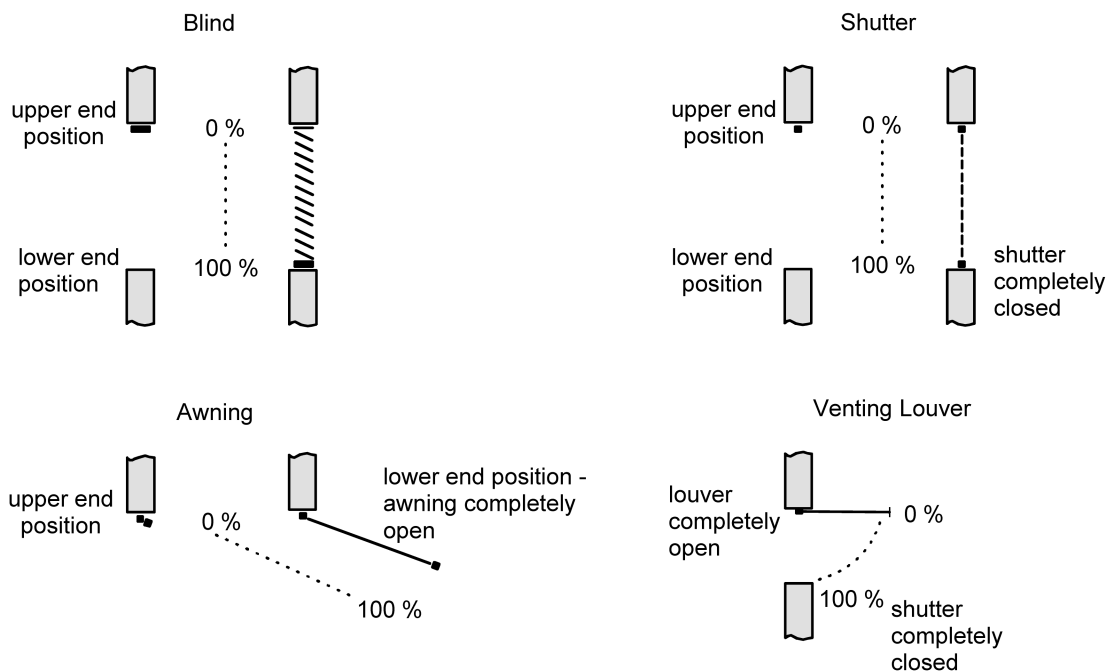 Blind
upper end
position
0 %
lower end
position
100 %
Shutter
upper end
position
0 %
lower end
position
100 %
shutter
completely
closed
Awning
upper end
position
0 %
lower end position -
awning completely
open
100 %
Venting Louver
louver
completely
open
0 %
100 %
shutter
completely
closed